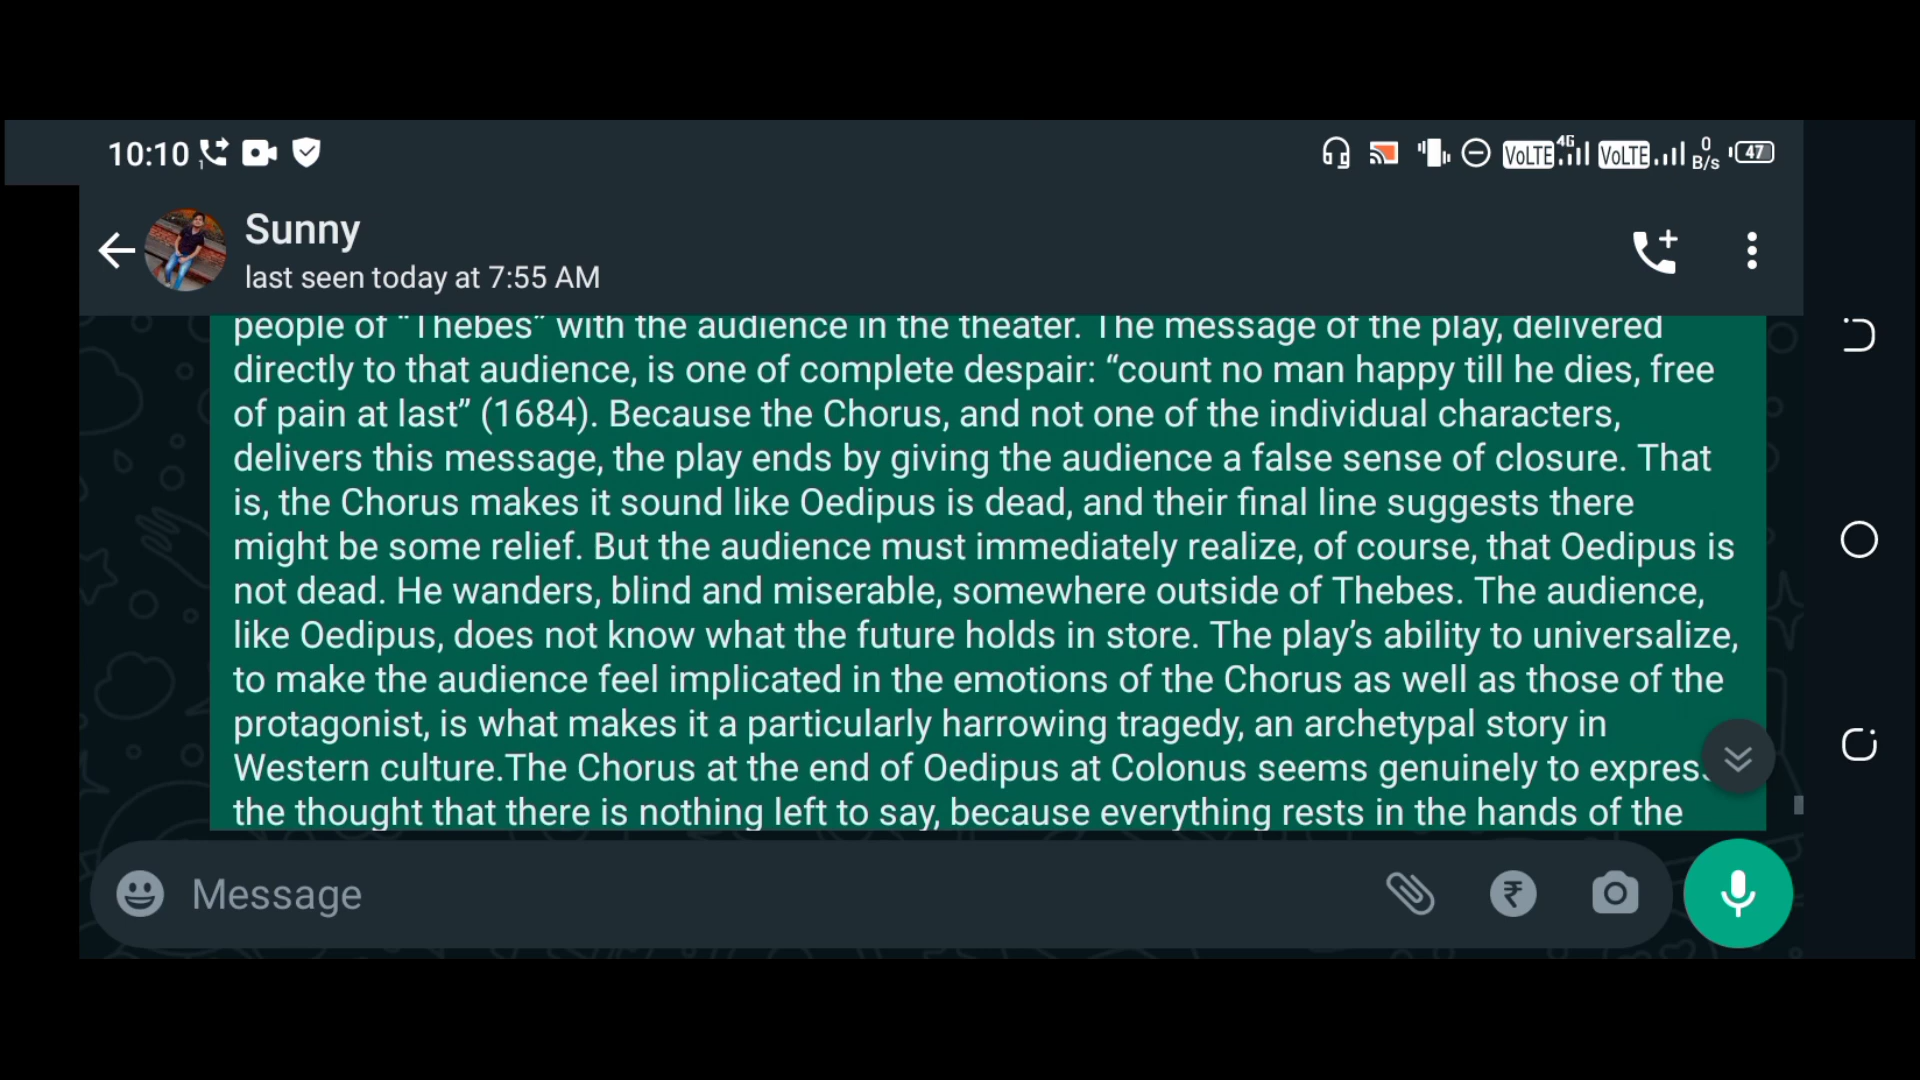 10:10 1 VoLTE 4G VoLTE 0 B/s 47
Sunny
last seen today at 7:55 AM
people of “Thebes” with the audience in the theater. The message of the play, delivered
directly to that audience, is one of complete despair: “count no man happy till he dies, free
of pain at last” (1684). Because the Chorus, and not one of the individual characters,
delivers this message, the play ends by giving the audience a false sense of closure. That
is, the Chorus makes it sound like Oedipus is dead, and their final line suggests there
might be some relief. But the audience must immediately realize, of course, that Oedipus is
not dead. He wanders, blind and miserable, somewhere outside of Thebes. The audience,
like Oedipus, does not know what the future holds in store. The play’s ability to universalize,
to make the audience feel implicated in the emotions of the Chorus as well as those of the
protagonist, is what makes it a particularly harrowing tragedy, an archetypal story in
Western culture.The Chorus at the end of Oedipus at Colonus seems genuinely to express
the thought that there is nothing left to say, because everything rests in the hands of the
Message ₹